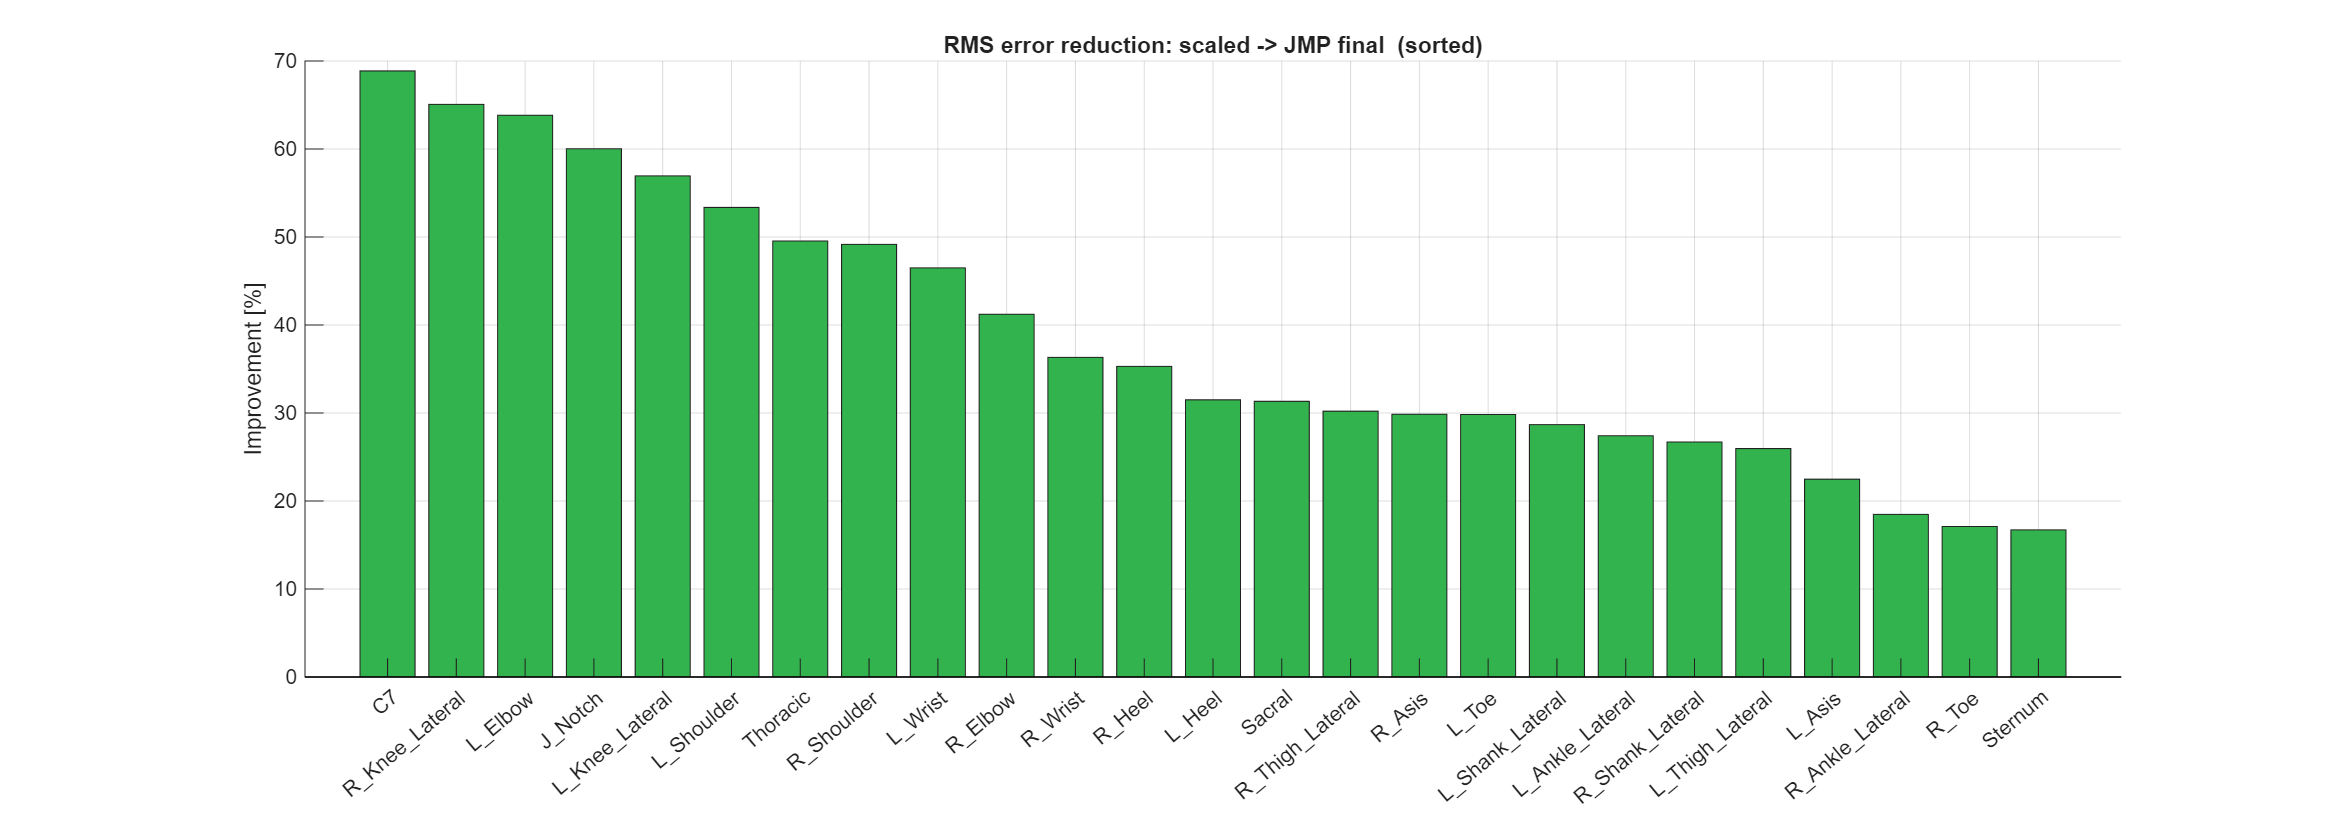 RMS error reduction: scaled -> JMP final  (sorted)
Improvement [%]
70
60
50
40
30
20
10
0
C7
R_Knee_Lateral
L_Elbow
J_Notch
L_Knee_Lateral
L_Shoulder
Thoracic
R_Shoulder
L_Wrist
R_Elbow
R_Wrist
R_Heel
L_Heel
Sacral
R_Thigh_Lateral
R_Asis
L_Toe
L_Shank_Lateral
L_Ankle_Lateral
R_Shank_Lateral
L_Thigh_Lateral
L_Asis
R_Ankle_Lateral
R_Toe
Sternum